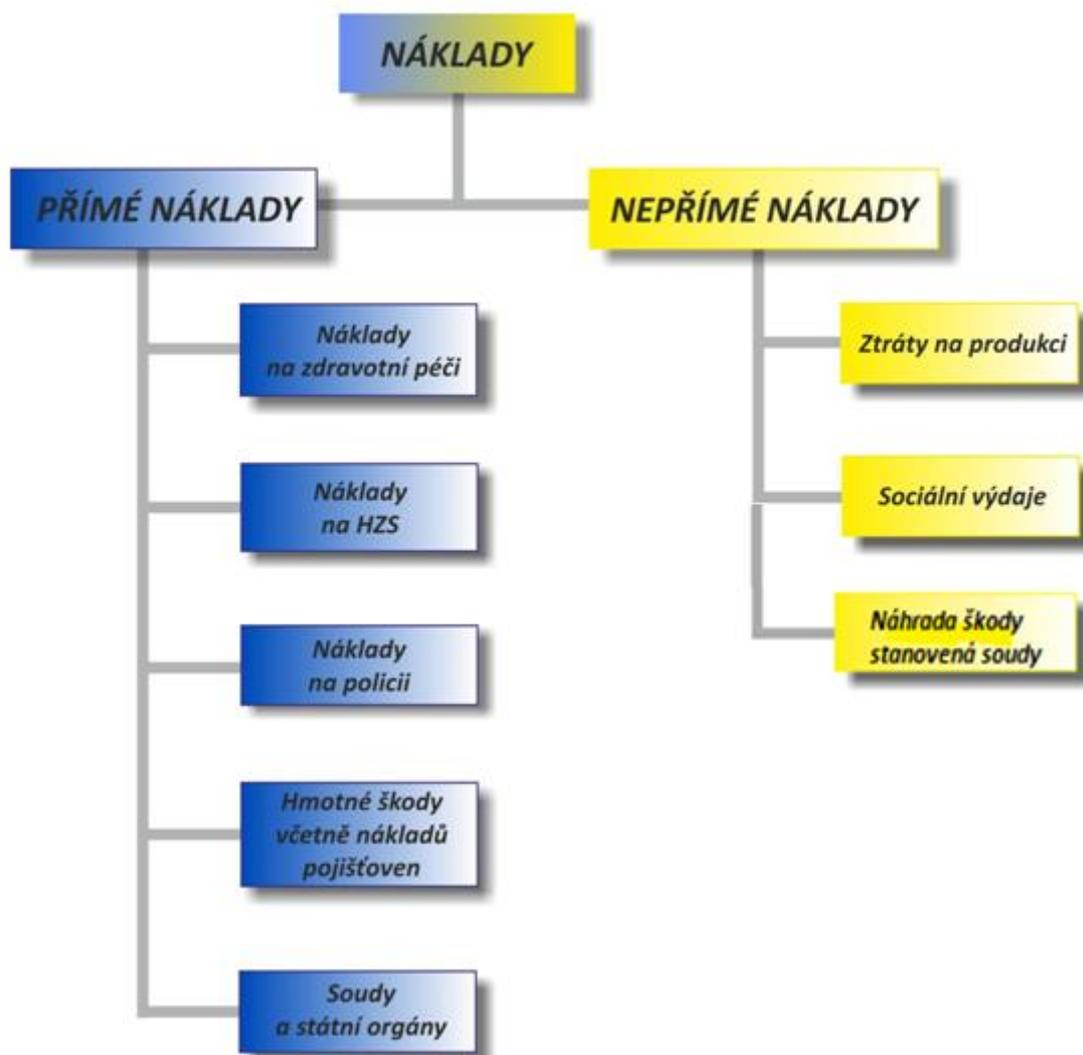 NÁKLADY
PŘÍMÉ NÁKLADY
NEPŘÍMÉ NÁKLADY
Náklady
na zdravotní péči
Náklady
na HZS
Náklady
na policii
Hmotné škody
včetně nákladů
pojišťoven
Soudy
a státní orgány
Ztráty na produkci
Sociální výdaje
Náhrada škody
stanovená soudy